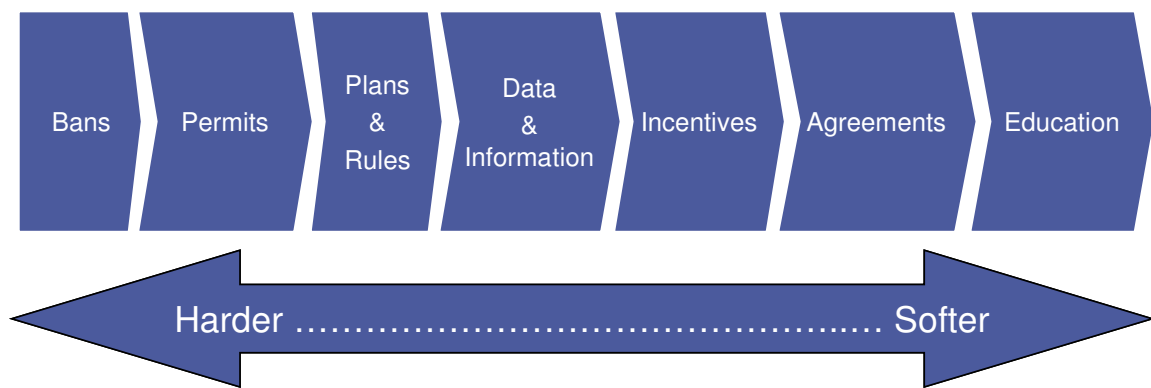 Bans
Permits
Plans
&
Rules
Data
&
Information
Incentives
Agreements
Education
Harder ………………………………………..… Softer